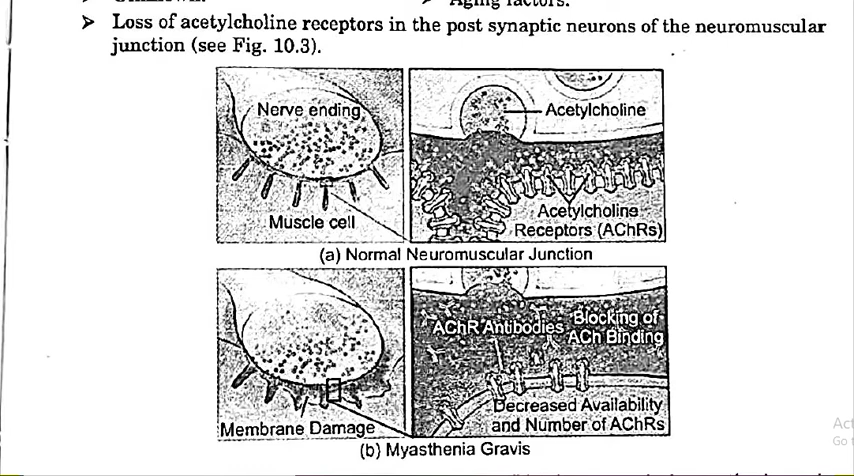 Aging factors.
➤ Loss of acetylcholine receptors in the post synaptic neurons of the neuromuscular
junction (see Fig. 10.3).
Nerve ending
Acetylcholine
Muscle cell
Acetylcholine
Receptors (AChRs)
(a) Normal Neuromuscular Junction
AChR Antibodies
Blocking of
ACh Binding
Membrane Damage
Decreased Availability
and Number of AChRs
(b) Myasthenia Gravis